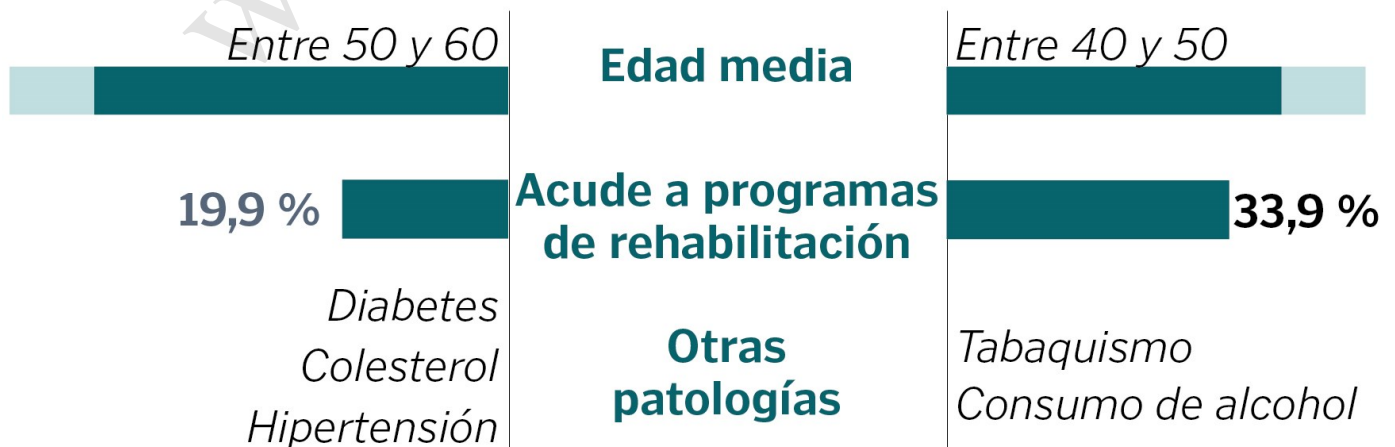 Entre 50 y 60
Edad media
Entre 40 y 50
19,9 %
Acude a programas
de rehabilitación
33,9 %
Diabetes
Colesterol
Hipertensión
Otras
patologías
Tabaquismo
Consumo de alcohol